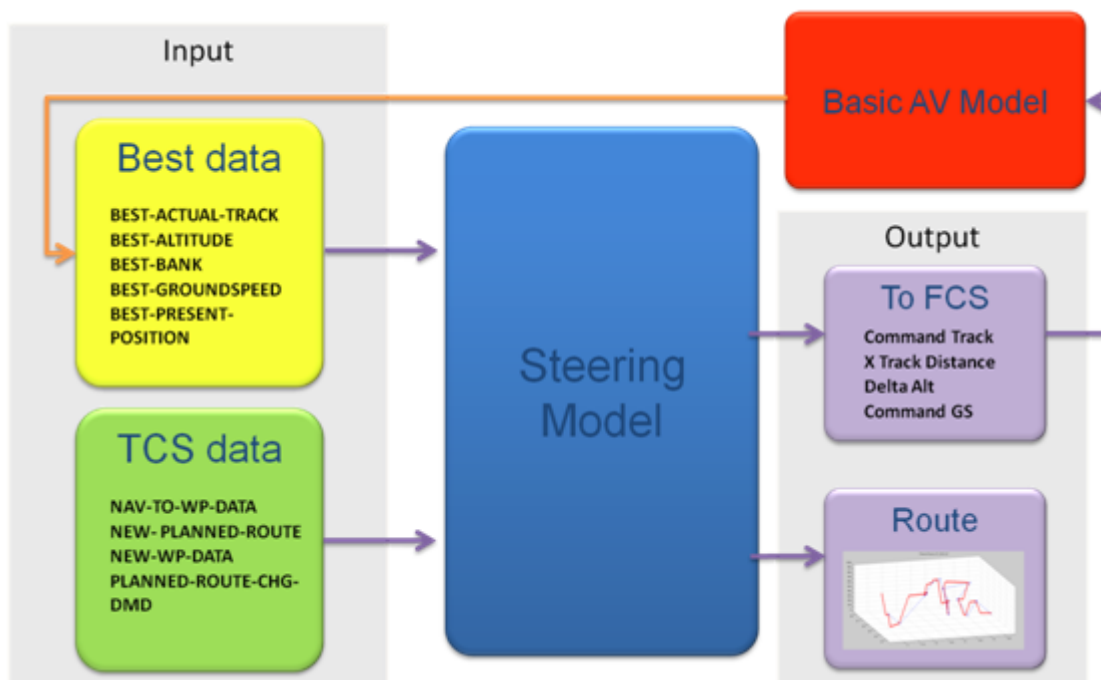 Input
Basic AV Model
Best data
BEST-ACTUAL-TRACK
BEST-ALTITUDE
BEST-BANK
BEST-GROUNDSPEED
BEST-PRESENT-
POSITION
TCS data
NAV-TO-WP-DATA
NEW- PLANNED-ROUTE
NEW-WP-DATA
PLANNED-ROUTE-CHG-
DMD
Steering
Model
Output
To FCS
Command Track
X Track Distance
Delta Alt
Command GS
Route